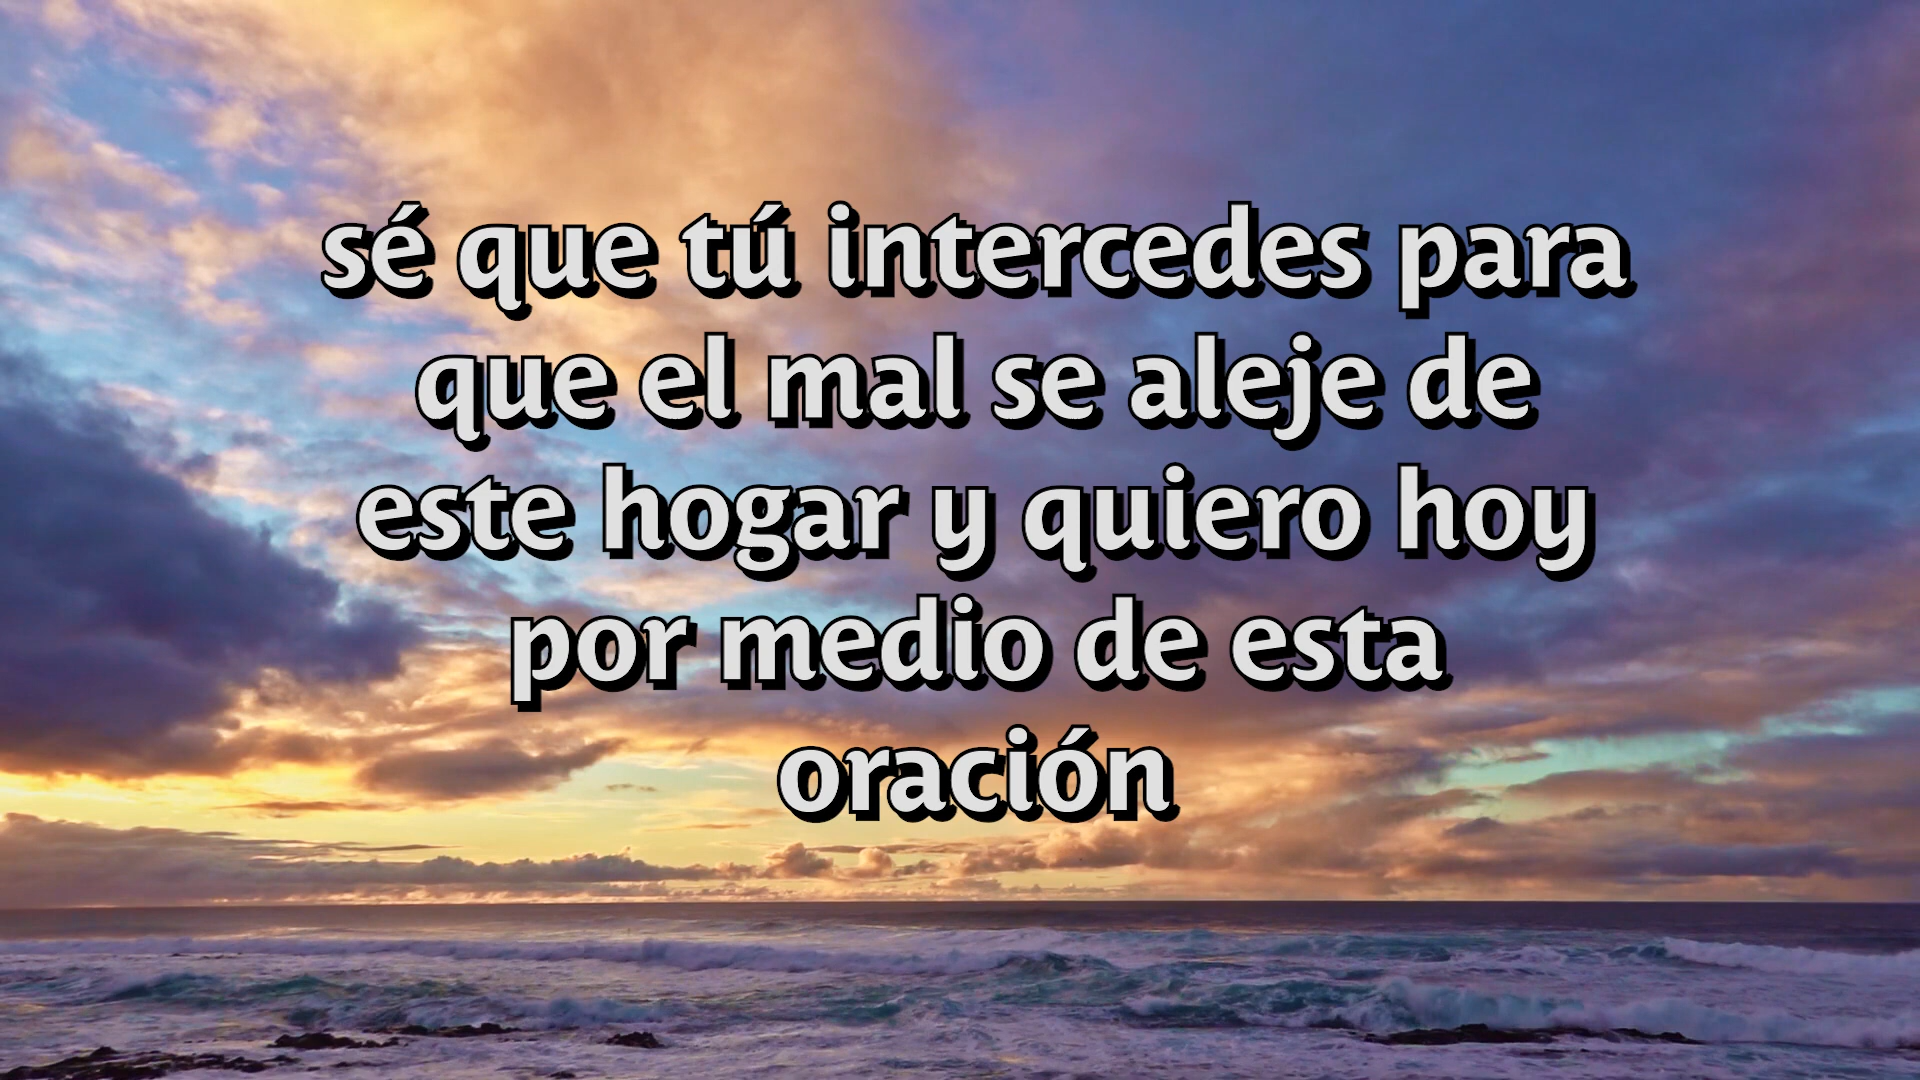 sé que tú intercedes para
que el mal se aleje de
este hogar y quiero hoy
por medio de esta
oración